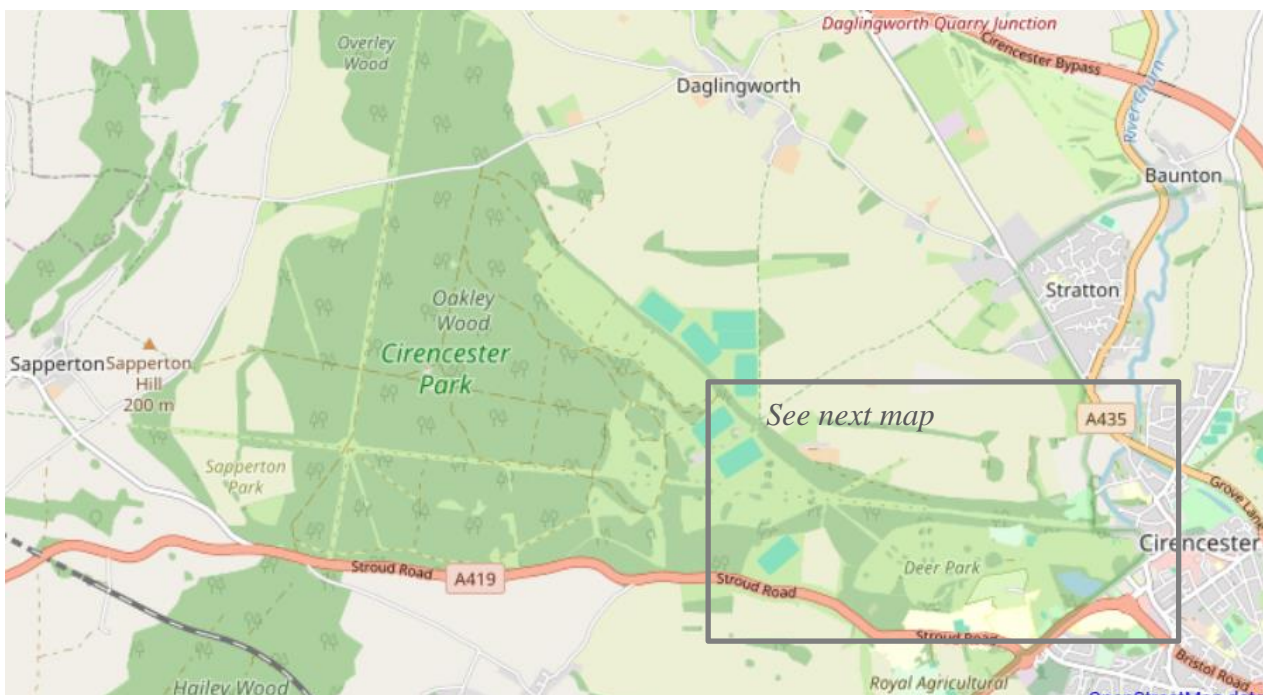 Daglingworth Quarry Junction
Overley
Wood
Cirencester Bypass
Daglingworth
River Churn
Baunton
Stratton
Oakley
Wood
Cirencester
Park
Sapperton
Sapperton
Hill
200 m
See next map
A435
Sapperton
Park
Grove Lane
Cirencester
Stroud Road
A419
Stroud Road
Deer Park
Stroud Road
Bristol Road
Hailey Wood
Royal Agricultural